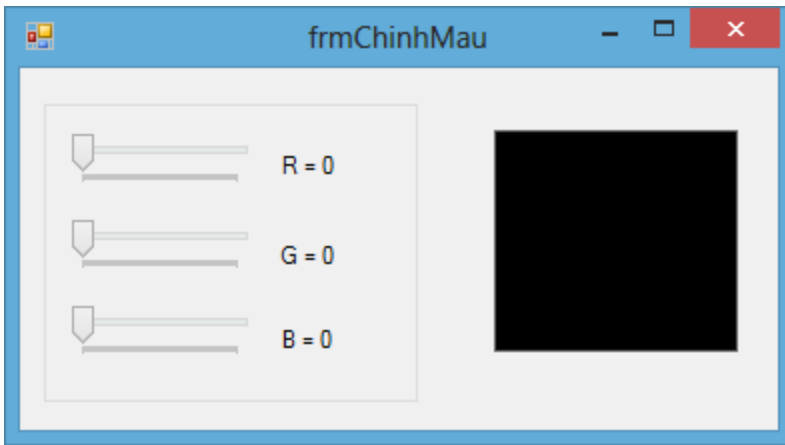 frmChinhMau
R = 0
G = 0
B = 0